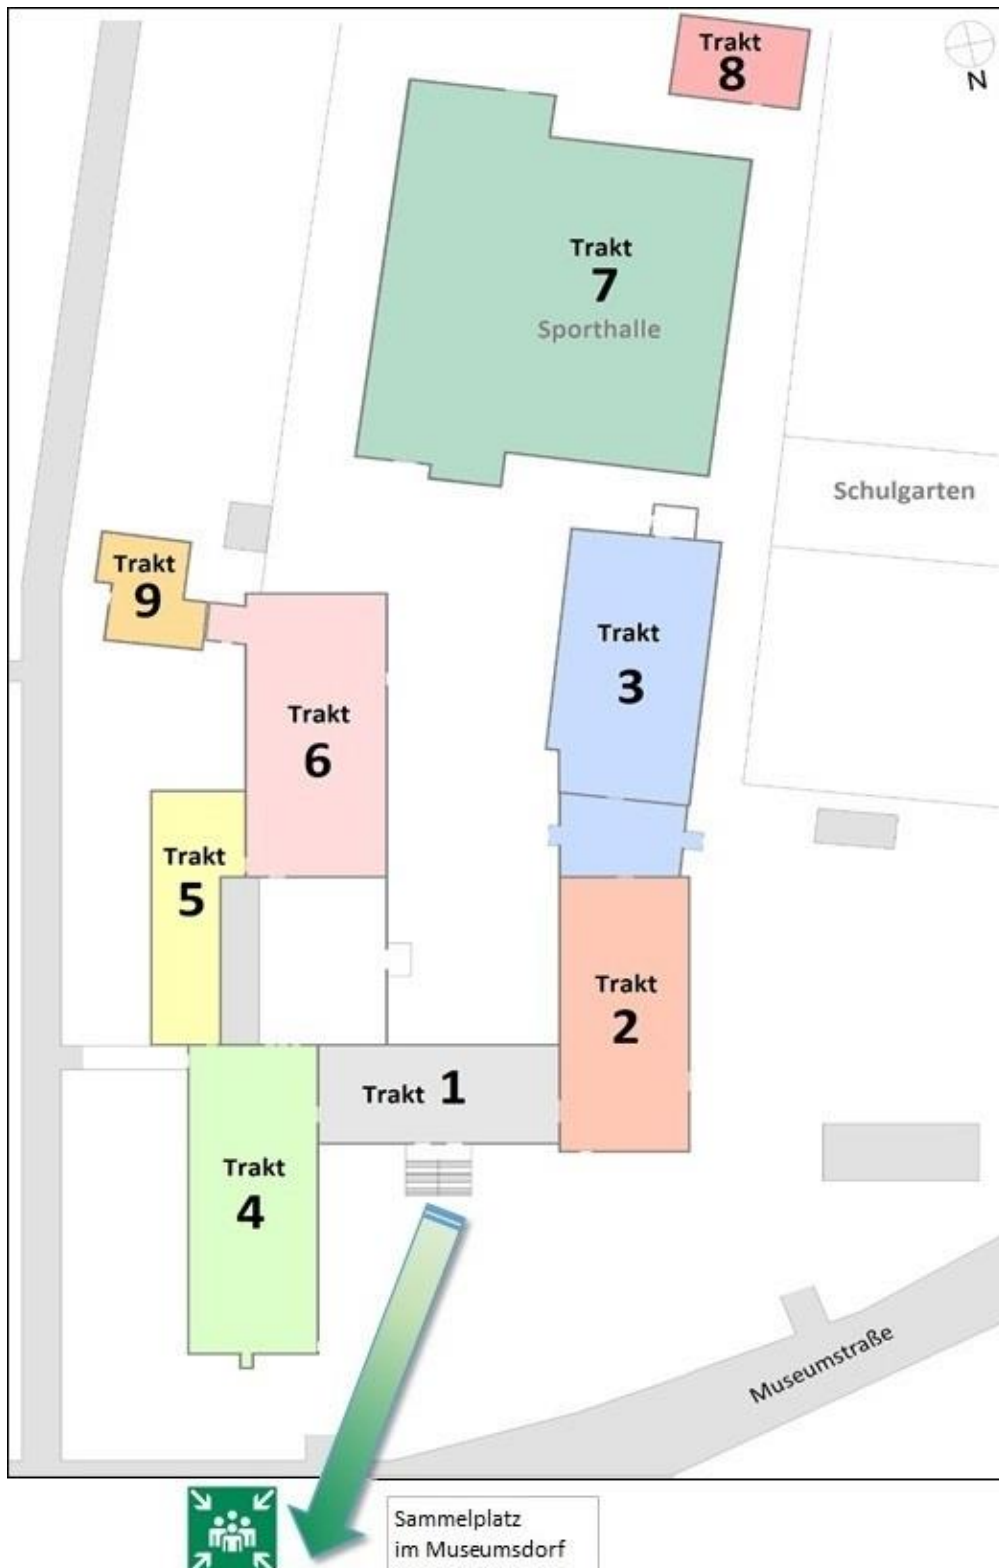 Trakt
8
N
Trakt
7
Sporthalle
Schulgarten
Trakt
9
Trakt
3
Trakt
6
Trakt
5
Trakt
2
Trakt 1
Trakt
4
Museumstraße
Sammelplatz
im Museumsdorf